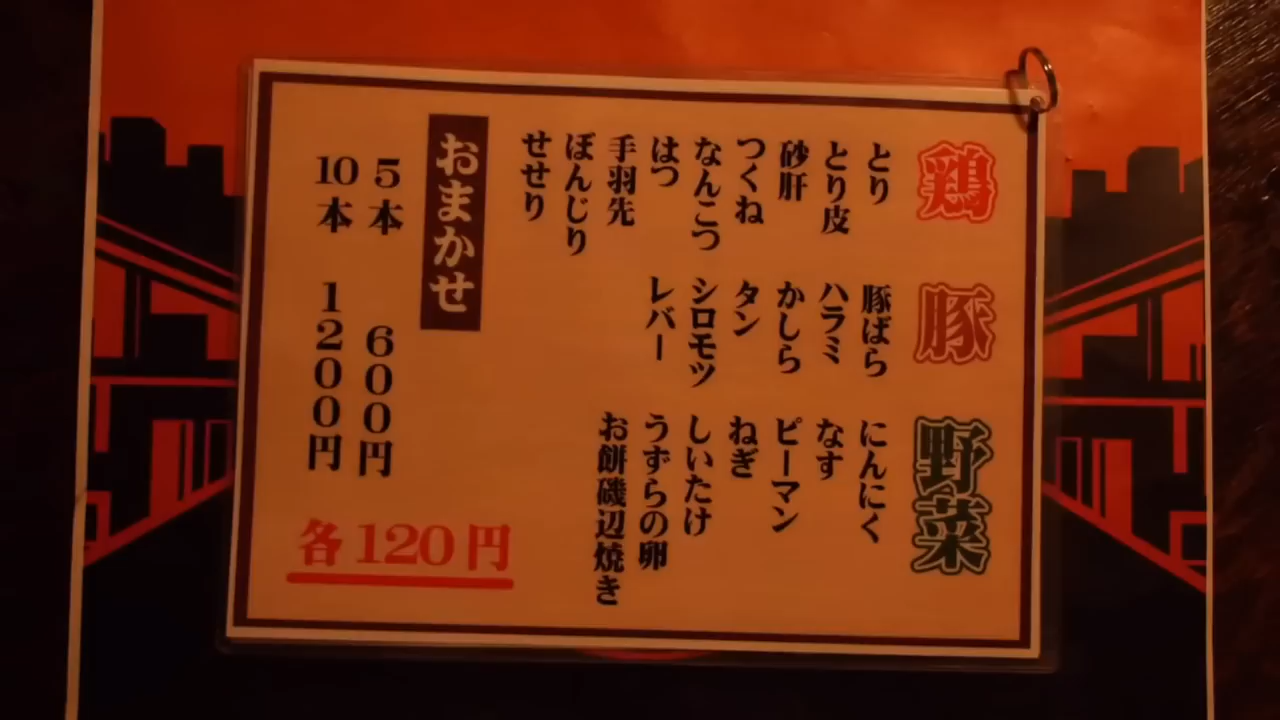 鶏
とり
とり皮
砂肝
つくね
なんこつ
はつ
手羽先
ぼんじり
せせり
豚
豚ばら
ハラミ
かしら
タン
シロモツ
レバー
野菜
にんにく
なす
ピーマン
ねぎ
しいたけ
うずらの卵
お餅磯辺焼き
おまかせ
5本 600円
10本 1200円
各120円